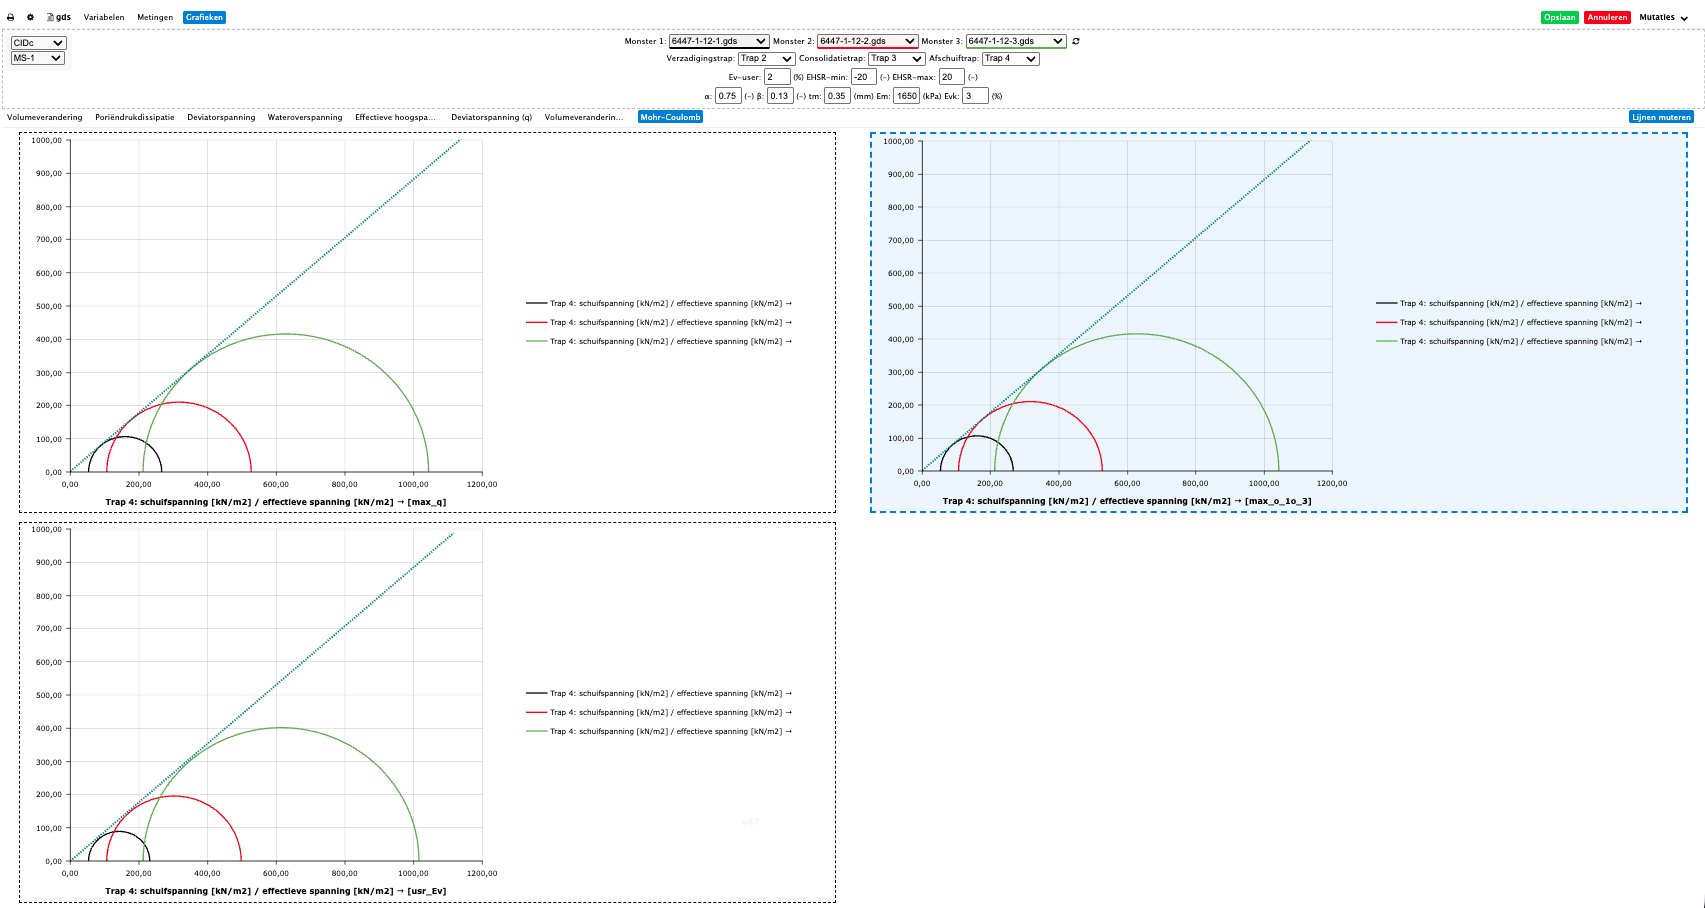 gds Variabelen Metingen Grafieken Opslaan Annuleren Mutaties
CIDc Monster 1: 6447-1-12-1.gds Monster 2: 6447-1-12-2.gds Monster 3: 6447-1-12-3.gds
MS-1 Verzadigingstrap: Trap 2 Consolidatietrap: Trap 3 Afschuiftrap: Trap 4
Ev-user: 2 (%) EHSR-min: -20 (-) EHSR-max: 20 (-)
α: 0.75 (-) β: 0.13 (-) tm: 0.35 (mm) Em: 1650 (kPa) Evk: 3 (%)
Volumeverandering Poriëndrukdissipatie Deviatorspanning Wateroverspanning Effectieve hoogspa... Deviatorspanning (q) Volumeveranderin... Mohr-Coulomb Lijnen muteren
1000,00
900,00
800,00
700,00
600,00
500,00
400,00
300,00
200,00
100,00
0,00
0,00 200,00 400,00 600,00 800,00 1000,00 1200,00
Trap 4: schuifspanning [kN/m2] / effectieve spanning [kN/m2] →
Trap 4: schuifspanning [kN/m2] / effectieve spanning [kN/m2] →
Trap 4: schuifspanning [kN/m2] / effectieve spanning [kN/m2] →
Trap 4: schuifspanning [kN/m2] / effectieve spanning [kN/m2] → [max_q]
1000,00
900,00
800,00
700,00
600,00
500,00
400,00
300,00
200,00
100,00
0,00
0,00 200,00 400,00 600,00 800,00 1000,00 1200,00
Trap 4: schuifspanning [kN/m2] / effectieve spanning [kN/m2] →
Trap 4: schuifspanning [kN/m2] / effectieve spanning [kN/m2] →
Trap 4: schuifspanning [kN/m2] / effectieve spanning [kN/m2] →
Trap 4: schuifspanning [kN/m2] / effectieve spanning [kN/m2] → [max_o_1o_3]
1000,00
900,00
800,00
700,00
600,00
500,00
400,00
300,00
200,00
100,00
0,00
0,00 200,00 400,00 600,00 800,00 1000,00 1200,00
Trap 4: schuifspanning [kN/m2] / effectieve spanning [kN/m2] →
Trap 4: schuifspanning [kN/m2] / effectieve spanning [kN/m2] →
Trap 4: schuifspanning [kN/m2] / effectieve spanning [kN/m2] →
Trap 4: schuifspanning [kN/m2] / effectieve spanning [kN/m2] → [usr_Ev]